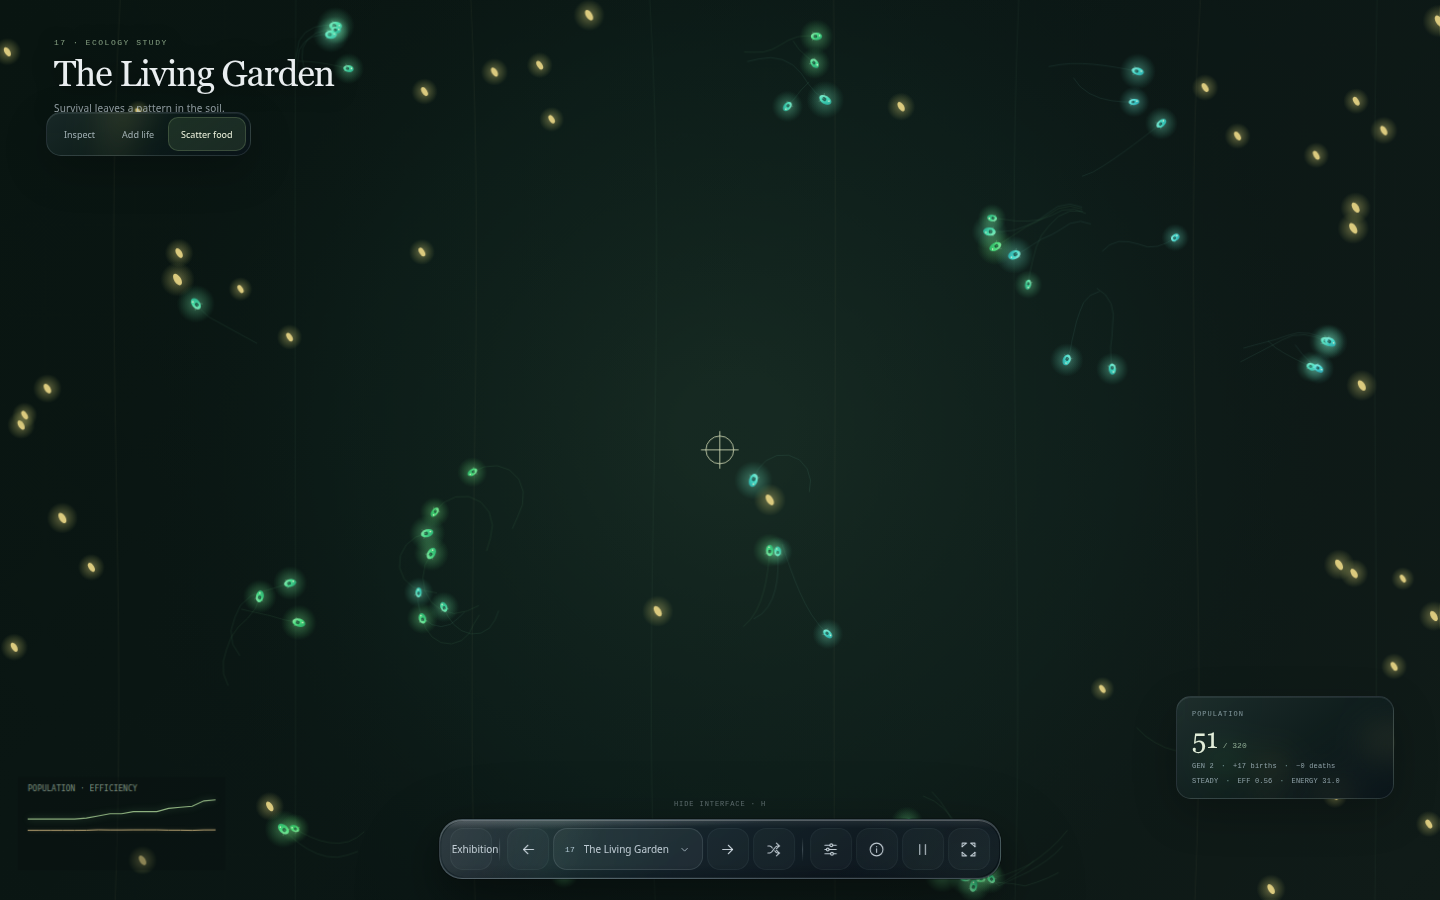 17 · ECOLOGY STUDY
The Living Garden
Survival leaves a pattern in the soil.
Inspect
Add life
Scatter food
POPULATION
51 / 320
GEN 2 · +17 births · −0 deaths
STEADY · EFF 0.56 · ENERGY 31.0
POPULATION · EFFICIENCY
HIDE INTERFACE · H
Exhibition
17 The Living Garden